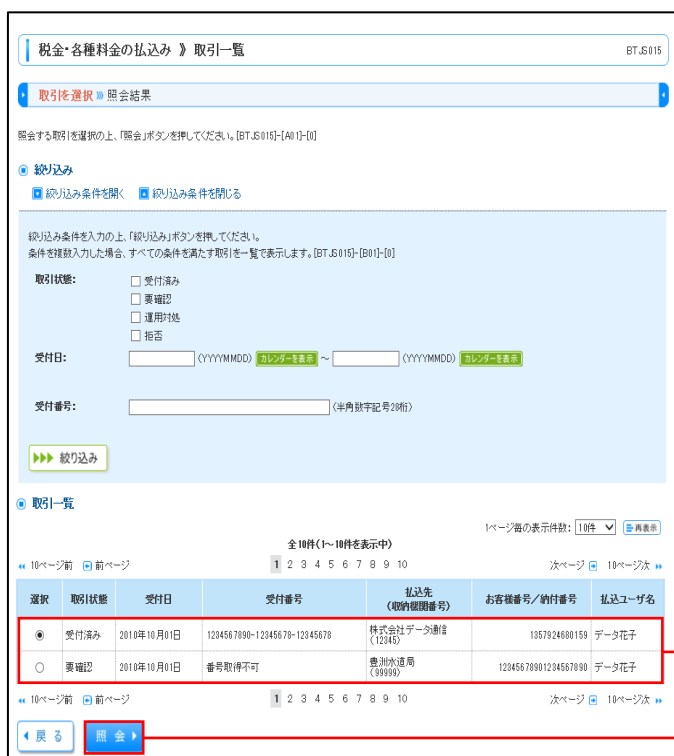 税金・各種料金の払込み 》 取引一覧 BTJS015
取引を選択 》 照会結果
照会する取引を選択の上、「照会」ボタンを押してください。[BTJS015]-[A01]-[0]
絞り込み
絞り込み条件を開く 絞り込み条件を閉じる
絞り込み条件を入力の上、「絞り込み」ボタンを押してください。
条件を複数入力した場合、すべての条件を満たす取引を一覧で表示します。[BTJS015]-[B01]-[0]
取引状態: 受付済み
要確認
運用対処
拒否
受付日: (YYYYMMDD) カレンダーを表示 ～ (YYYYMMDD) カレンダーを表示
受付番号: (半角数字記号28桁)
絞り込み
取引一覧
1ページ毎の表示件数: 10件 再表示
全10件(1～10件を表示中)
10ページ前 前ページ 1 2 3 4 5 6 7 8 9 10 次ページ 10ページ次
選択 取引状態 受付日 受付番号 払込先 お客様番号／納付番号 払込ユーザ名
(収納機関番号)
受付済み 2010年10月01日 1234567890-12345678-12345678 株式会社データ通信 1357924680159 データ花子
(12345)
要確認 2010年10月01日 番号取得不可 豊洲水道局 12345678901234567890 データ花子
(99999)
10ページ前 前ページ 1 2 3 4 5 6 7 8 9 10 次ページ 10ページ次
戻る 照会